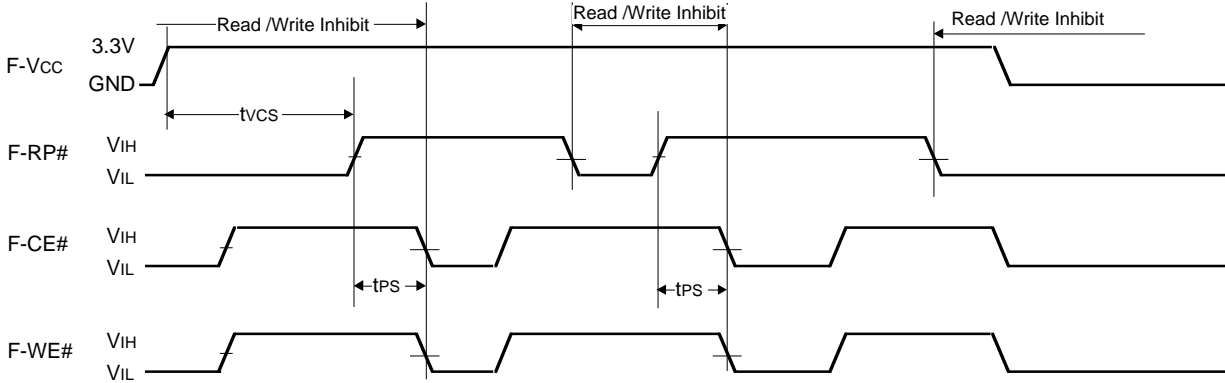 Read /Write Inhibit
Read /Write Inhibit
Read /Write Inhibit
F-VCC
3.3V
GND
tVCS
F-RP#
VIH
VIL
F-CE#
VIH
VIL
tPS
tPS
F-WE#
VIH
VIL